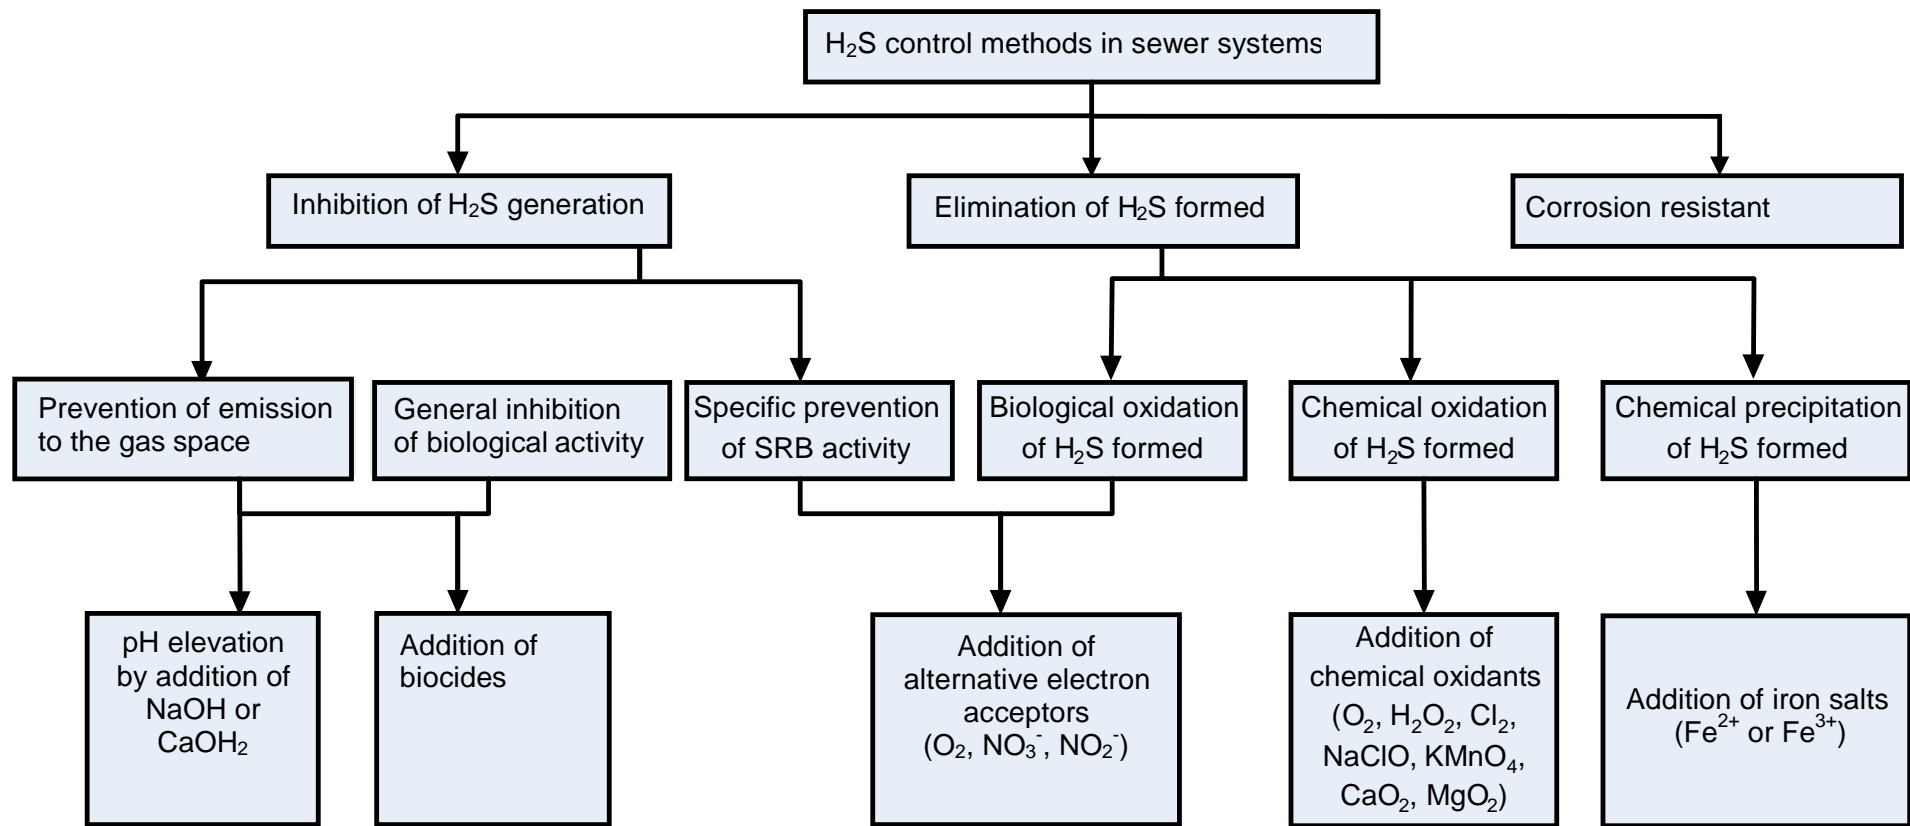 H₂S control methods in sewer systems
Inhibition of H₂S generation
Elimination of H₂S formed
Corrosion resistant
Prevention of emission
to the gas space
General inhibition
of biological activity
Specific prevention
of SRB activity
Biological oxidation
of H₂S formed
Chemical oxidation
of H₂S formed
Chemical precipitation
of H₂S formed
pH elevation
by addition of
NaOH or
CaOH₂
Addition of
biocides
Addition of
alternative electron
acceptors
(O₂, NO₃⁻, NO₂⁻)
Addition of
chemical oxidants
(O₂, H₂O₂, Cl₂,
NaClO, KMnO₄,
CaO₂, MgO₂)
Addition of iron salts
(Fe²⁺ or Fe³⁺)